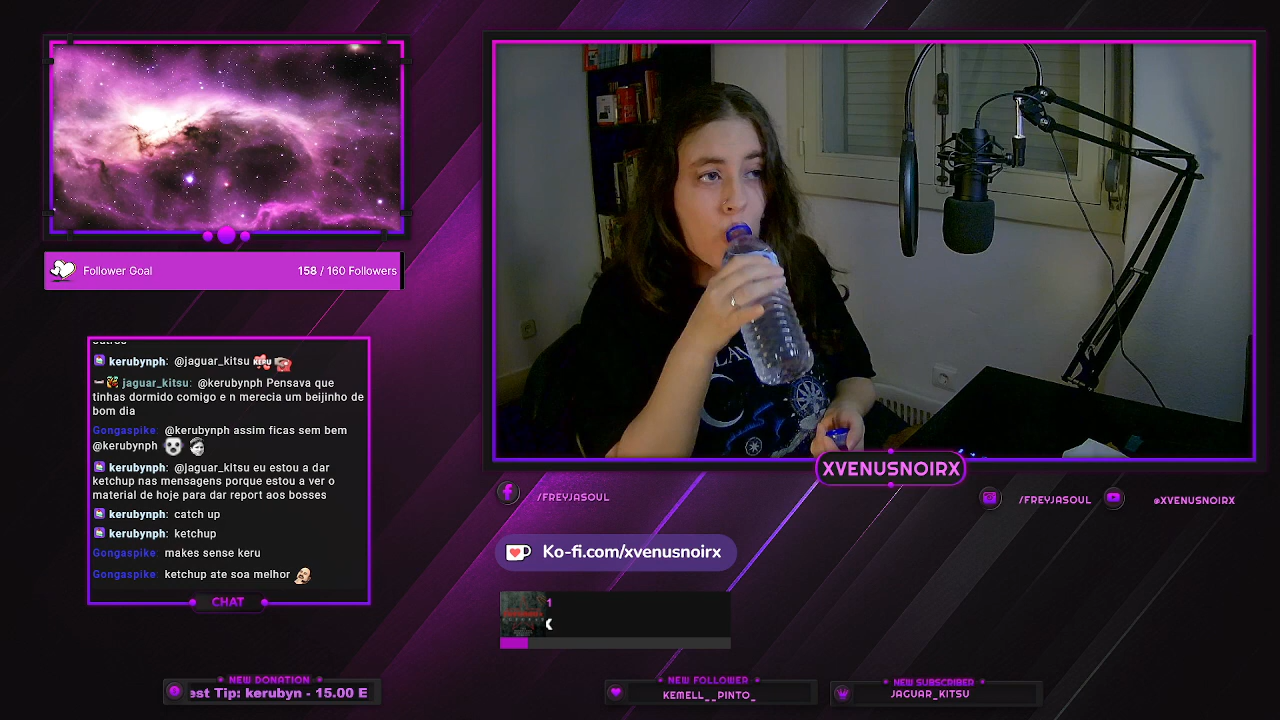 Follower Goal 158 / 160 Followers
kerubynph: @jaguar_kitsu
jaguar_kitsu: @kerubynph Pensava que
tinhas dormido comigo e n merecia um beijinho de
bom dia
Gongaspike: @kerubynph assim ficas sem bem
@kerubynph
kerubynph: @jaguar_kitsu eu estou a dar
ketchup nas mensagens porque estou a ver o
material de hoje para dar report aos bosses
kerubynph: catch up
kerubynph: ketchup
Gongaspike: makes sense keru
Gongaspike: ketchup ate soa melhor
CHAT
XVENUSNOIRX
/FREYJASOUL
/FREYJASOUL
@XVENUSNOIRX
Ko-fi.com/xvenusnoirx
NEW DONATION
est Tip: kerubyn - 15.00 E
NEW FOLLOWER
KEMELL__PINTO_
NEW SUBSCRIBER
JAGUAR_KITSU